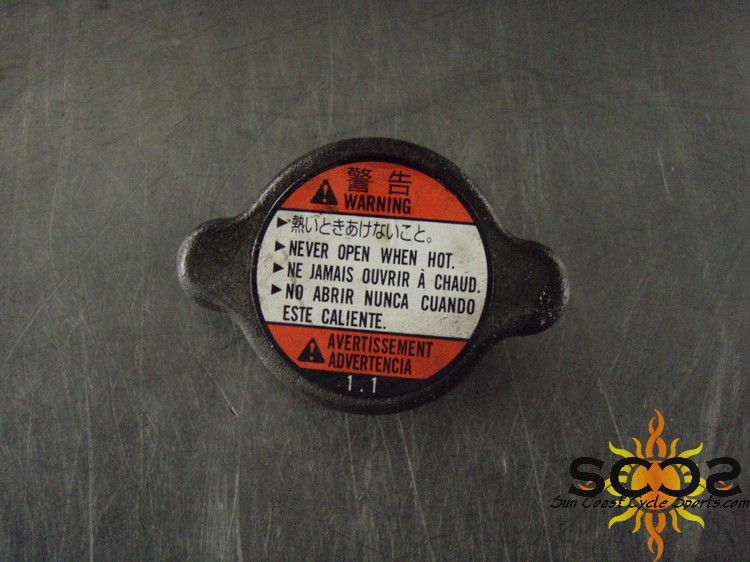 警告
WARNING
▶熱いときあけないこと。
▶NEVER OPEN WHEN HOT.
▶NE JAMAIS OUVRIR À CHAUD.
▶NO ABRIR NUNCA CUANDO
ESTE CALIENTE.
AVERTISSEMENT
ADVERTENCIA
1.1
SCCS
Sun Coast Cycle Sports.com